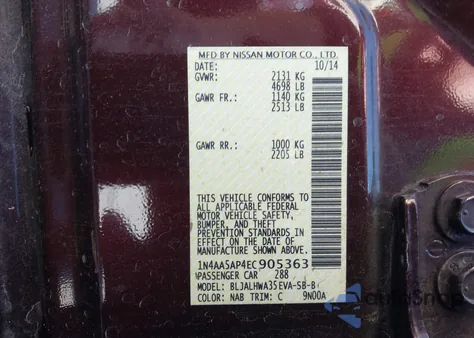 MFD BY NISSAN MOTOR CO., LTD.
DATE: 10/14
GVWR: 2131 KG
4698 LB
GAWR FR.: 1140 KG
2513 LB
GAWR RR.: 1000 KG
2205 LB
THIS VEHICLE CONFORMS TO
ALL APPLICABLE FEDERAL
MOTOR VEHICLE SAFETY,
BUMPER, AND THEFT
PREVENTION STANDARDS IN
EFFECT ON THE DATE OF
MANUFACTURE SHOWN ABOVE.
1N4AA5AP4EC905363
PASSENGER CAR 288
MODEL: BLJALHWA35EVA-SB-B
COLOR: NAB TRIM: C 9N00A